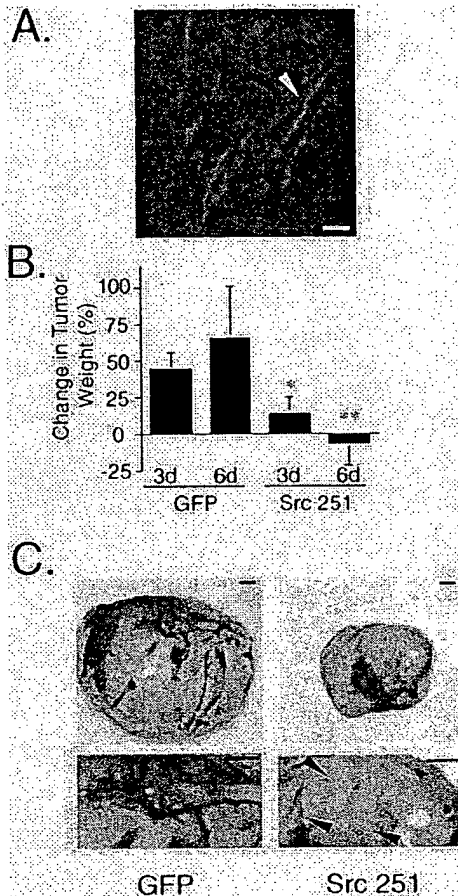 A.
B.
Change in Tumor
Weight (%)
100
75
50
25
0
-25
*
**
3d 6d 3d 6d
GFP Src 251
C.
GFP Src 251